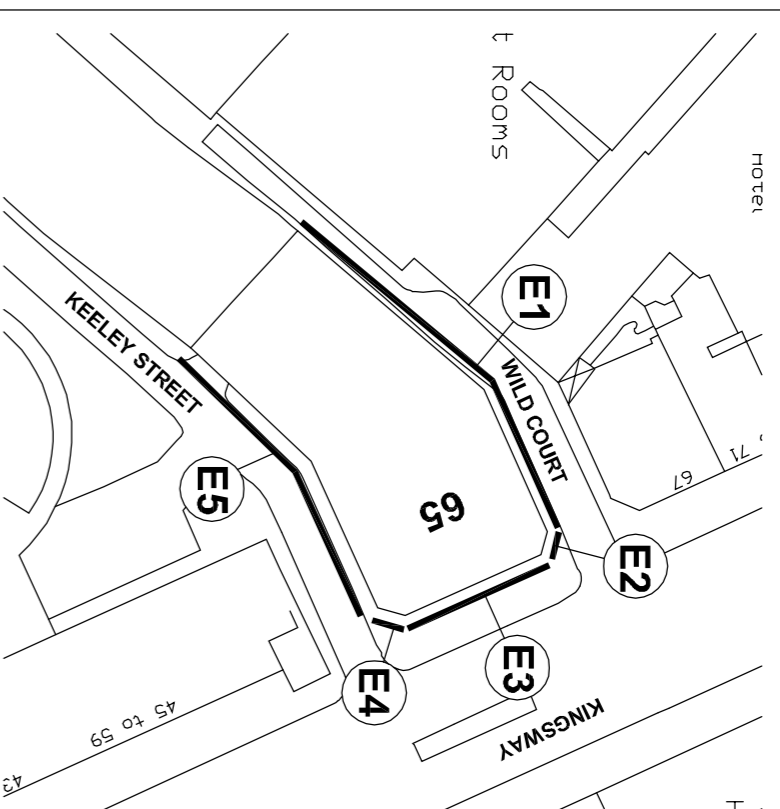 t Rooms
Hotel
E1
KEELEY STREET
WILD COURT
71
67
65
E5
E2
E3
E4
KINGSWAY
45 to 59
43
H